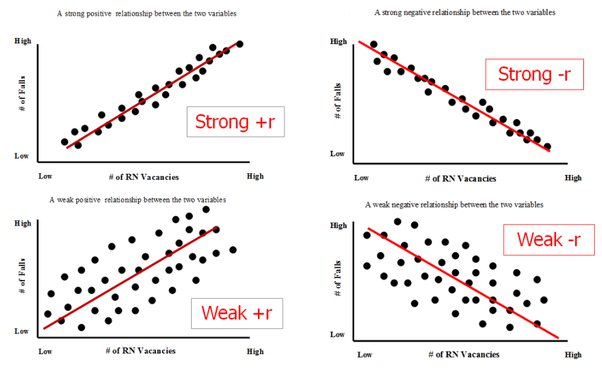 A strong positive relationship between the two variables
High
# of Falls
Low
Strong +r
Low
# of RN Vacancies
High
A strong negative relationship between the two variables
High
# of Falls
Low
Strong -r
Low
# of RN Vacancies
High
A weak positive relationship between the two variables
High
# of Falls
Low
Weak +r
Low
# of RN Vacancies
High
A weak negative relationship between the two variables
High
# of Falls
Low
Weak -r
Low
# of RN Vacancies
High